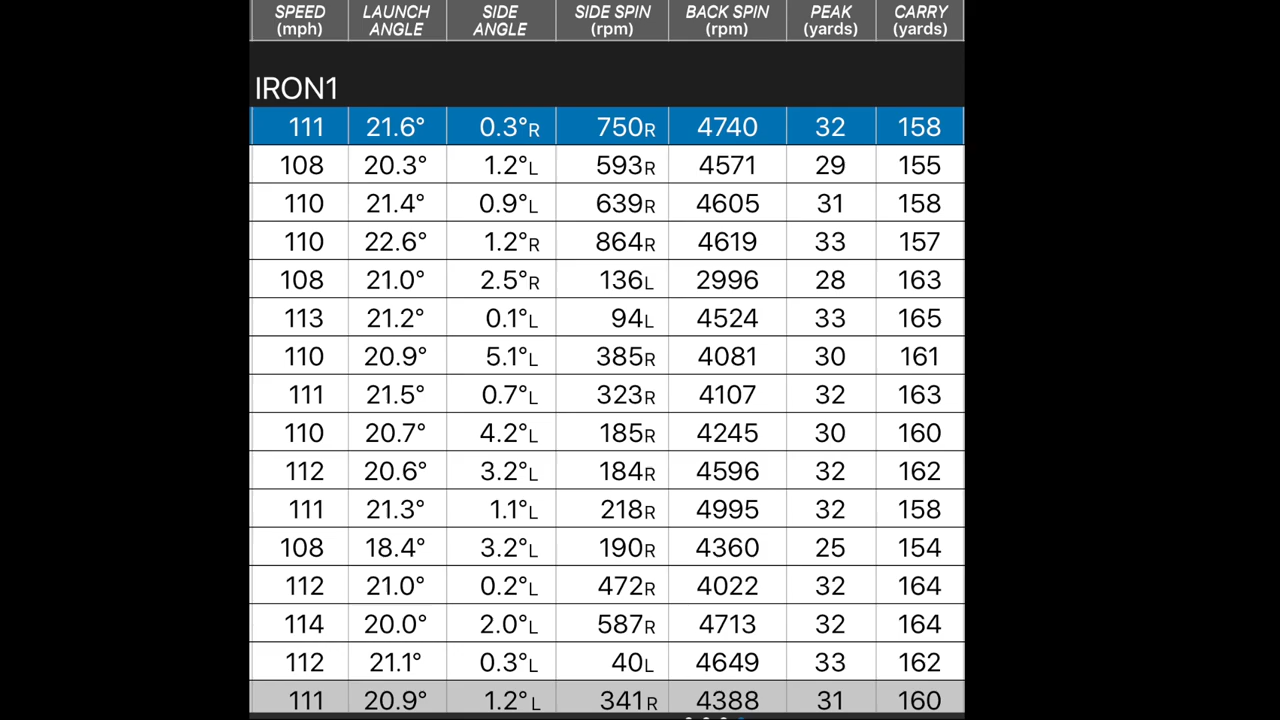 SPEED (mph) LAUNCH ANGLE SIDE ANGLE SIDE SPIN (rpm) BACK SPIN (rpm) PEAK (yards) CARRY (yards)
IRON1
111 21.6° 0.3°R 750R 4740 32 158
108 20.3° 1.2°L 593R 4571 29 155
110 21.4° 0.9°L 639R 4605 31 158
110 22.6° 1.2°R 864R 4619 33 157
108 21.0° 2.5°R 136L 2996 28 163
113 21.2° 0.1°L 94L 4524 33 165
110 20.9° 5.1°L 385R 4081 30 161
111 21.5° 0.7°L 323R 4107 32 163
110 20.7° 4.2°L 185R 4245 30 160
112 20.6° 3.2°L 184R 4596 32 162
111 21.3° 1.1°L 218R 4995 32 158
108 18.4° 3.2°L 190R 4360 25 154
112 21.0° 0.2°L 472R 4022 32 164
114 20.0° 2.0°L 587R 4713 32 164
112 21.1° 0.3°L 40L 4649 33 162
111 20.9° 1.2°L 341R 4388 31 160